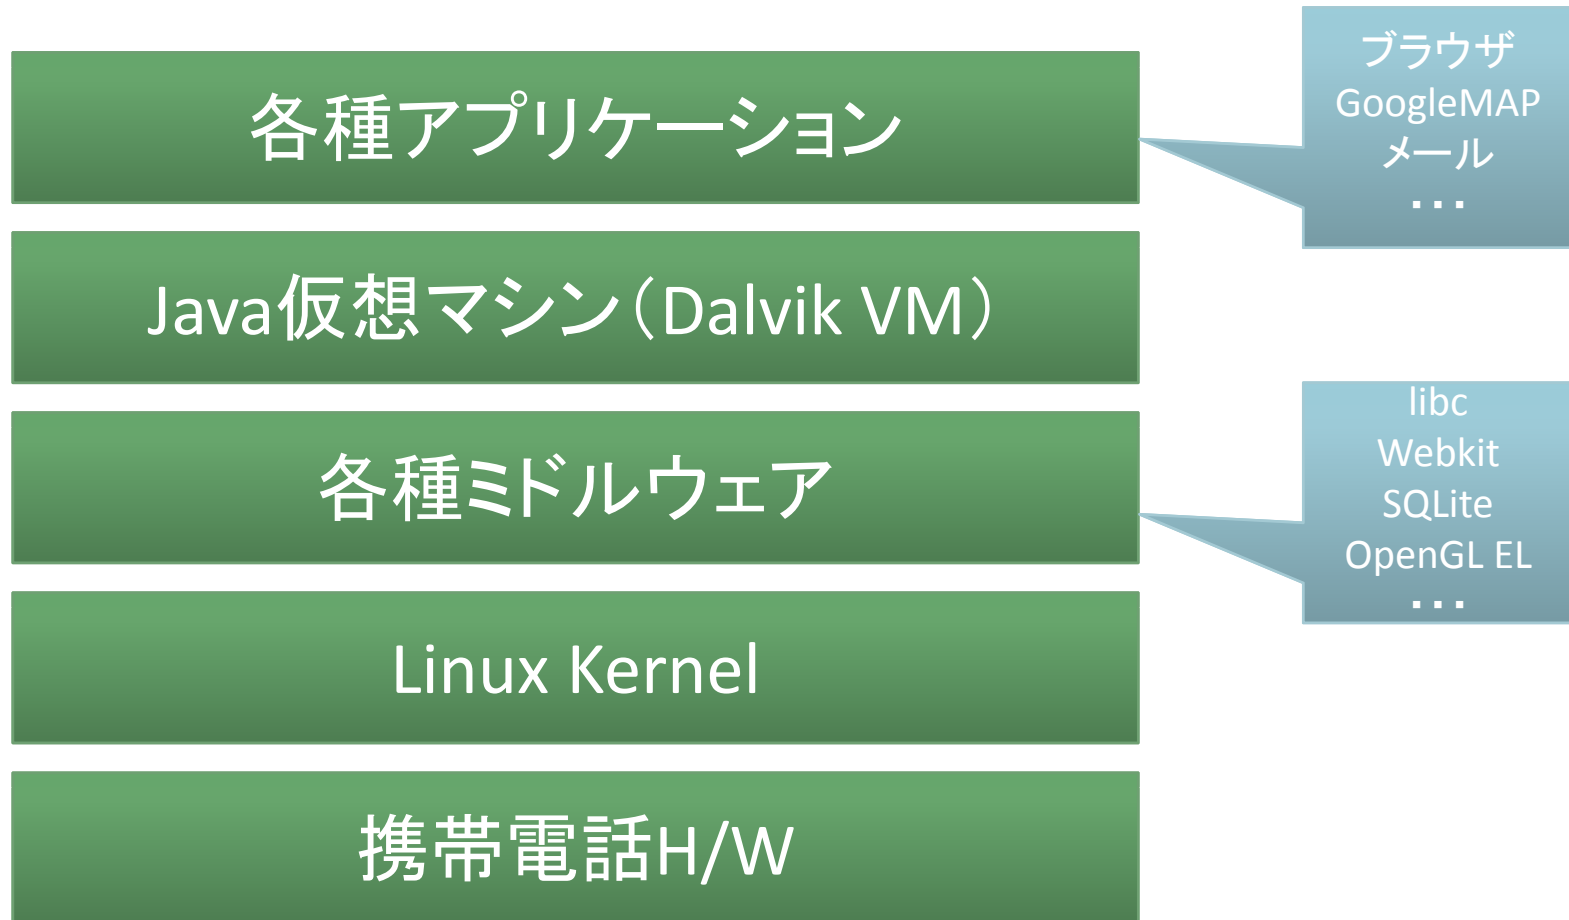 各種アプリケーション
ブラウザ
GoogleMAP
メール
・・・
Java仮想マシン（Dalvik VM）
各種ミドルウェア
libc
Webkit
SQLite
OpenGL EL
・・・
Linux Kernel
携帯電話H/W